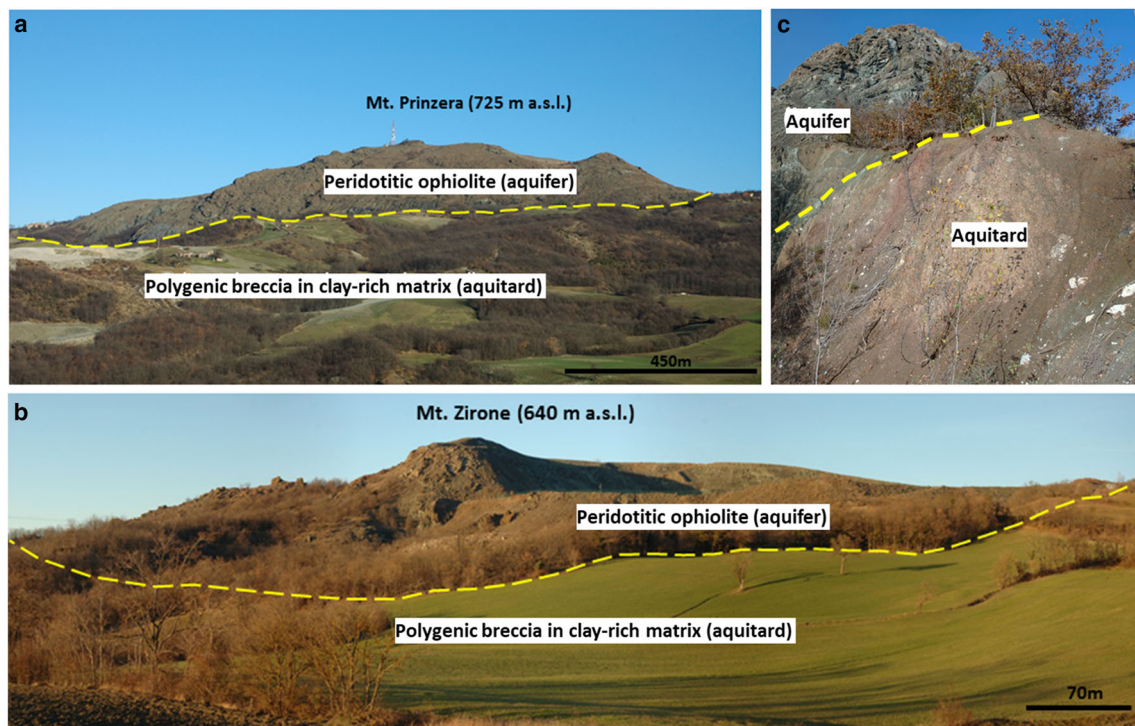 a
Mt. Prinzera (725 m a.s.l.)
Peridotitic ophiolite (aquifer)
Polygenic breccia in clay-rich matrix (aquitard)
450m
c
Aquifer
Aquitard
b
Mt. Zirone (640 m a.s.l.)
Peridotitic ophiolite (aquifer)
Polygenic breccia in clay-rich matrix (aquitard)
70m